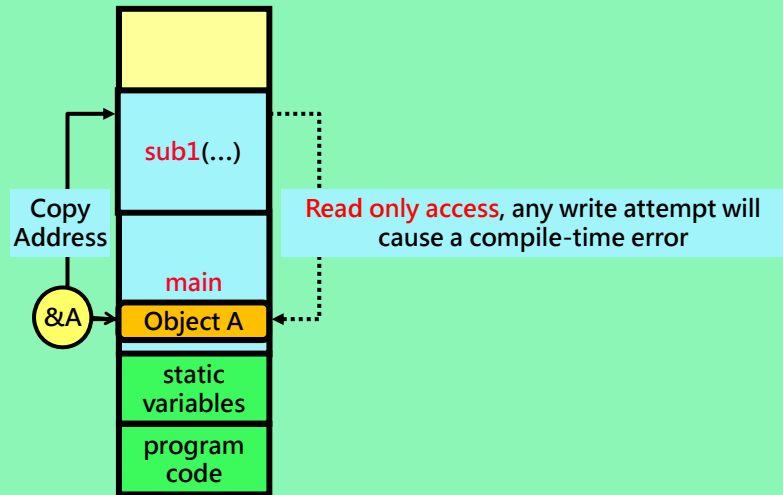 sub1(…)
Copy
Address
Read only access, any write attempt will
cause a compile-time error
main
&A
Object A
static
variables
program
code